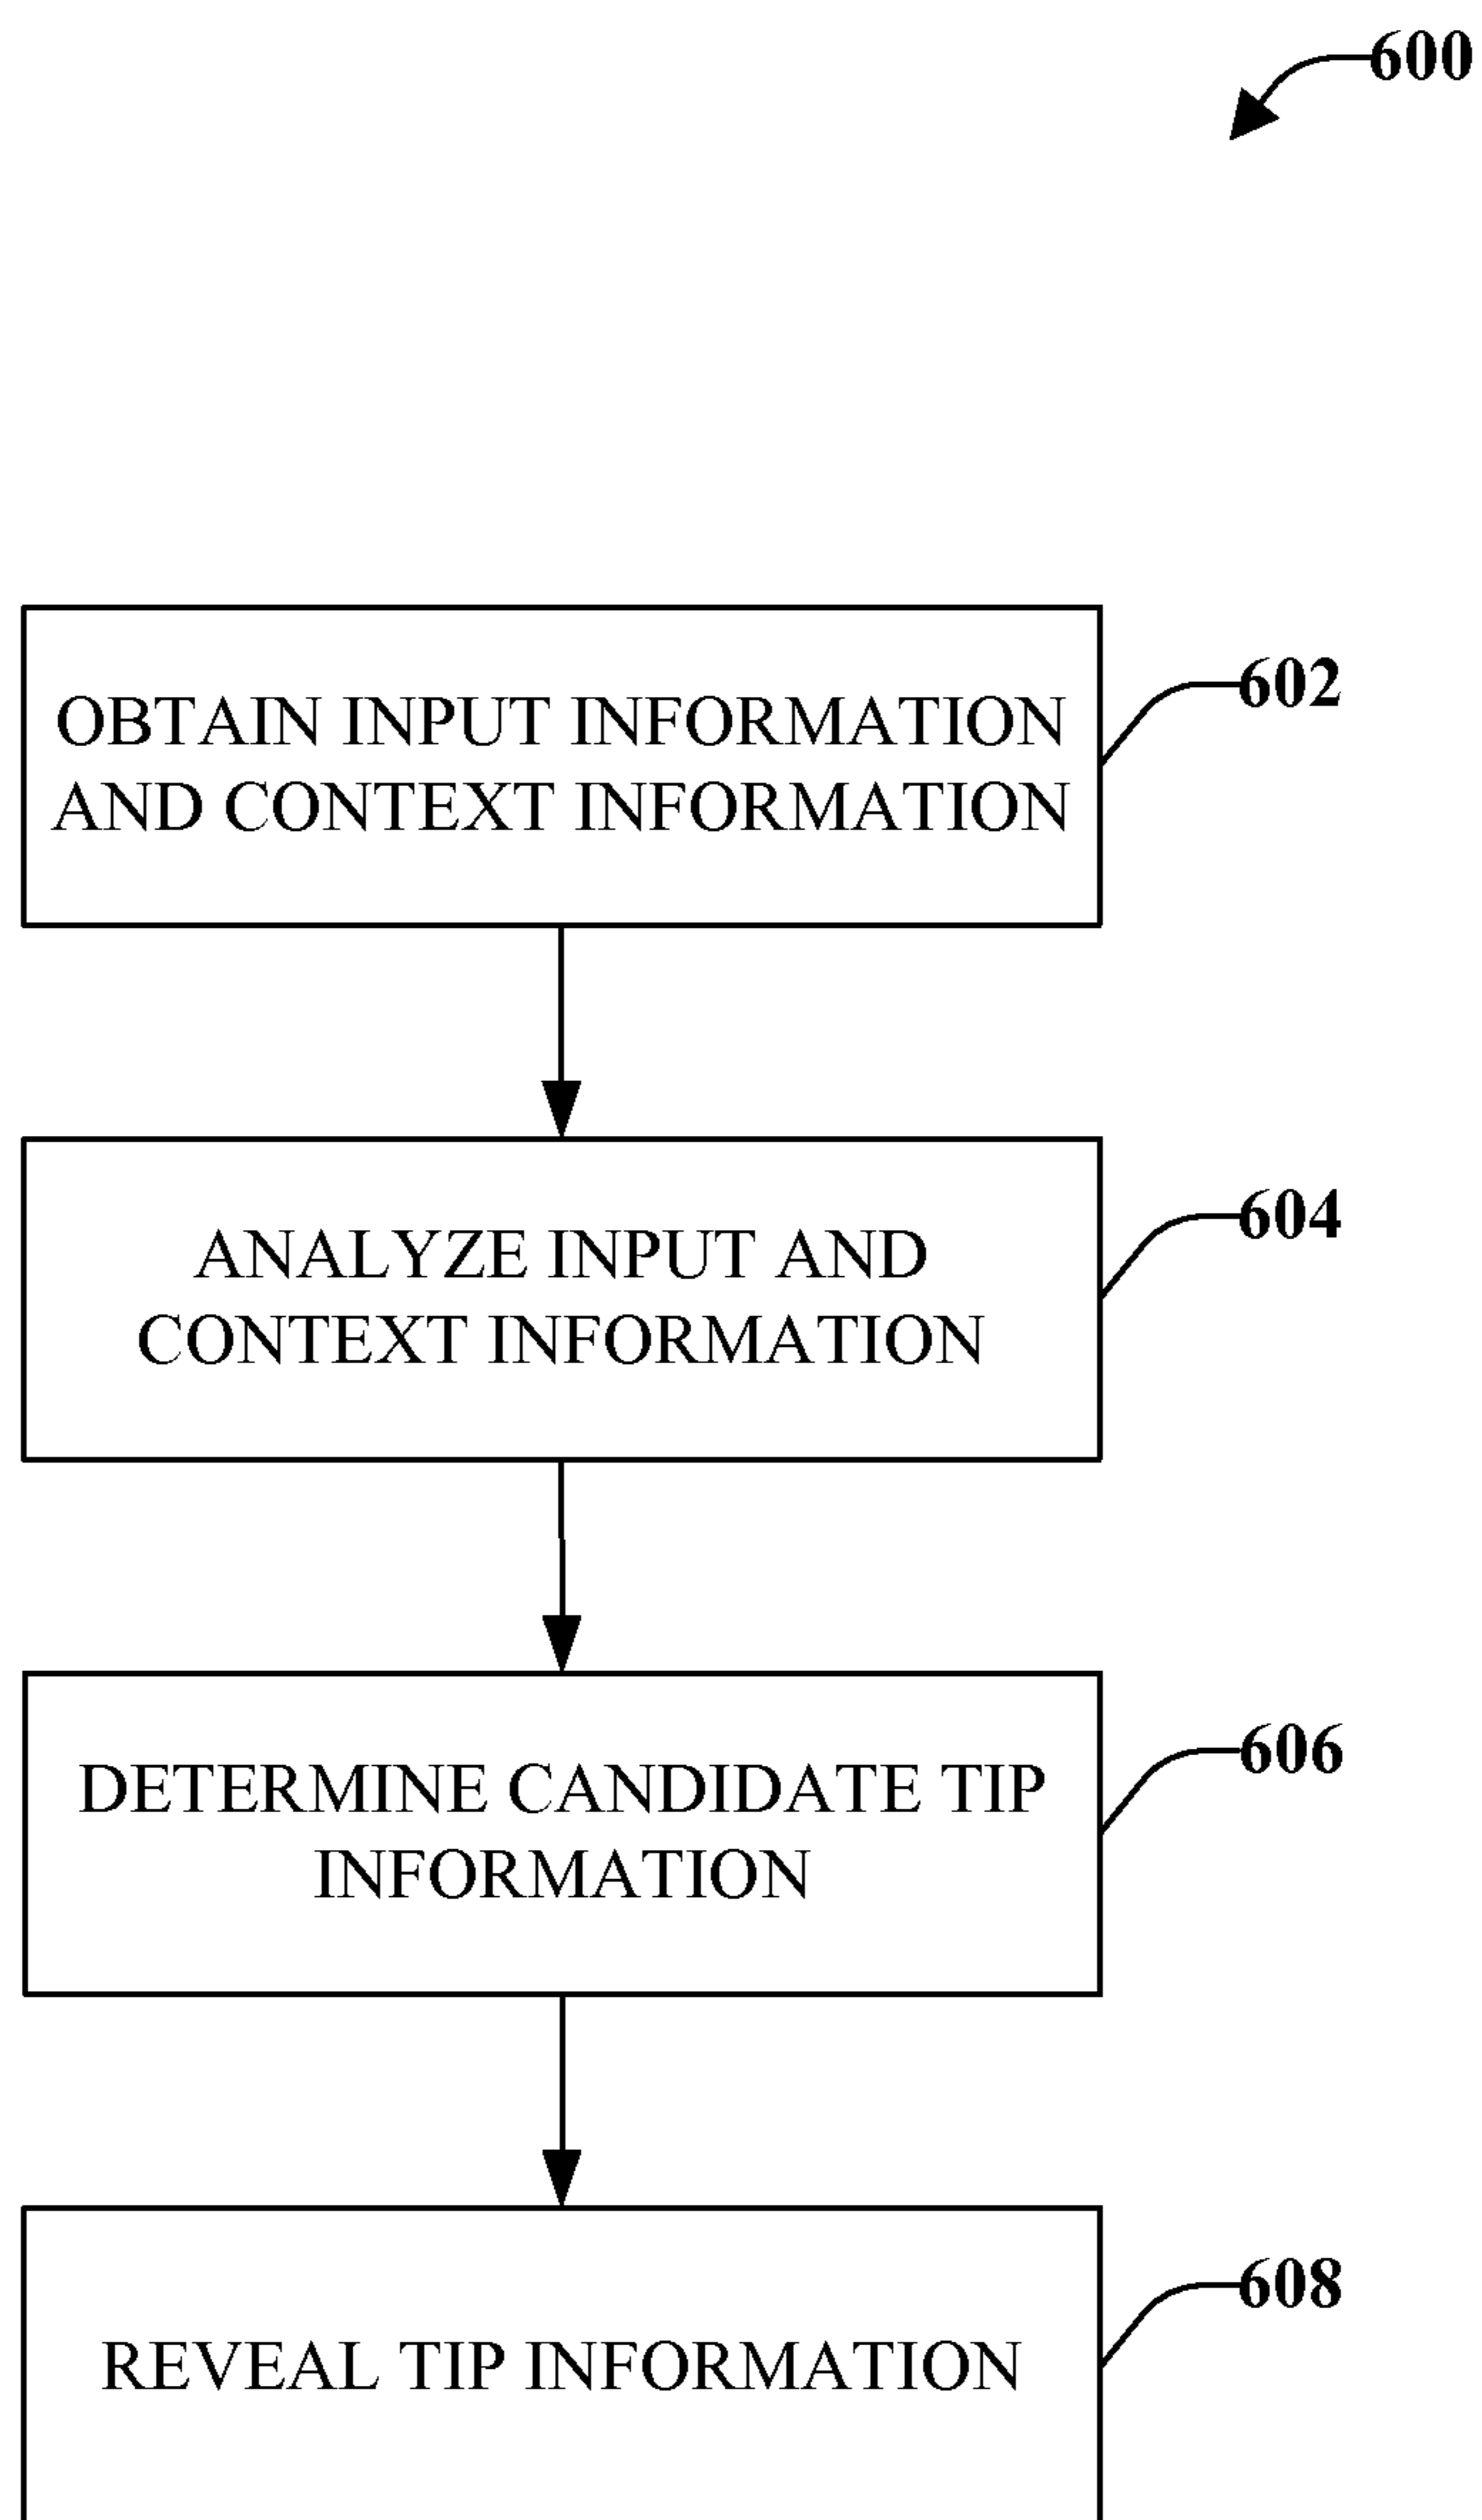 600
OBTAIN INPUT INFORMATION
AND CONTEXT INFORMATION
602
ANALYZE INPUT AND
CONTEXT INFORMATION
604
DETERMINE CANDIDATE TIP
INFORMATION
606
REVEAL TIP INFORMATION
608